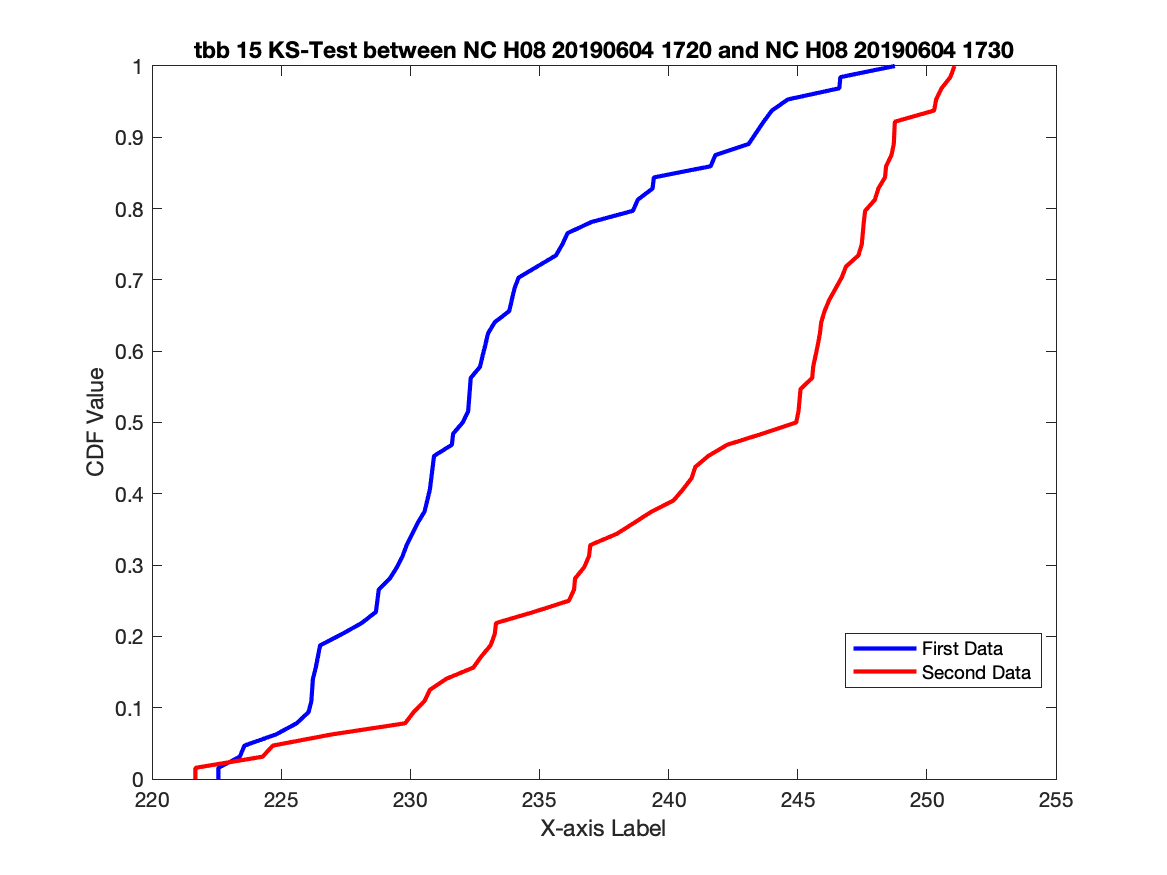 tbb 15 KS-Test between NC H08 20190604 1720 and NC H08 20190604 1730
1
0.9
0.8
0.7
0.6
0.5
0.4
0.3
0.2
0.1
0
CDF Value
First Data
Second Data
220 225 230 235 240 245 250 255
X-axis Label